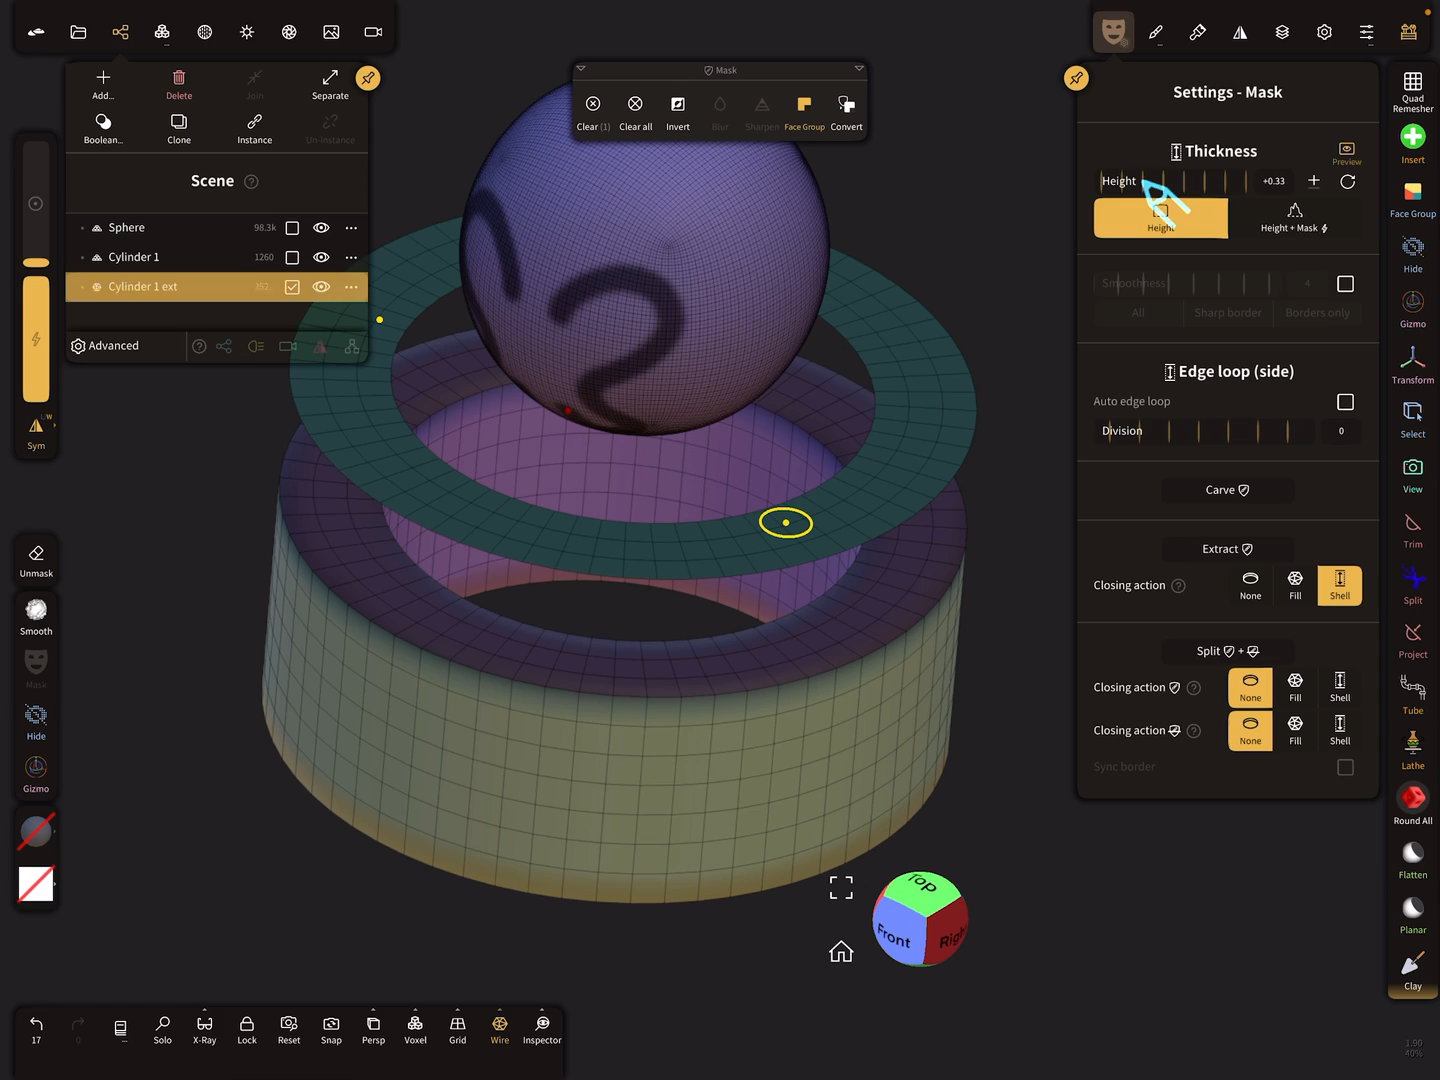 Add...
Delete
Join
Separate
Boolean...
Clone
Instance
Un-Instance
Scene ?
Sphere 98.3k
Cylinder 1 1260
Cylinder 1 ext 352
Advanced
Sym
Unmask
Smooth
Mask
Hide
Gizmo
Mask
Clear (1)
Clear all
Invert
Blur
Sharpen
Face Group
Convert
Top
Front
Settings - Mask
Thickness
Preview
Height +0.33
Height
Height + Mask
Smoothness 4
All
Sharp border
Borders only
Edge loop (side)
Auto edge loop
Division 0
Carve
Extract
Closing action ?
None
Fill
Shell
Split +
Closing action ?
None
Fill
Shell
Closing action ?
None
Fill
Shell
Sync border
Quad
Remesher
Insert
Face Group
Hide
Gizmo
Transform
Select
View
Trim
Split
Project
Tube
Lathe
Round All
Flatten
Planar
Clay
17
0
Solo
X-Ray
Lock
Reset
Snap
Persp
Voxel
Grid
Wire
Inspector
1.90
40%